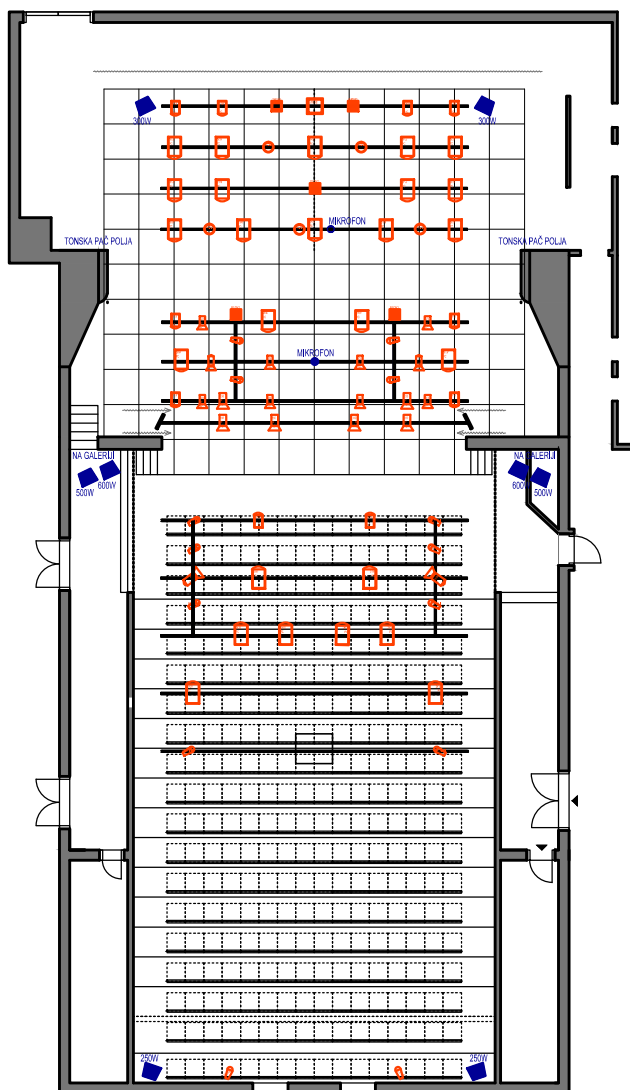 300W
300W
MIKROFON
TONSKA PAČ POLJA
TONSKA PAČ POLJA
MIKROFON
NA GALERIJI
NA GALERIJI
500W
600W
600W
500W
250W
250W